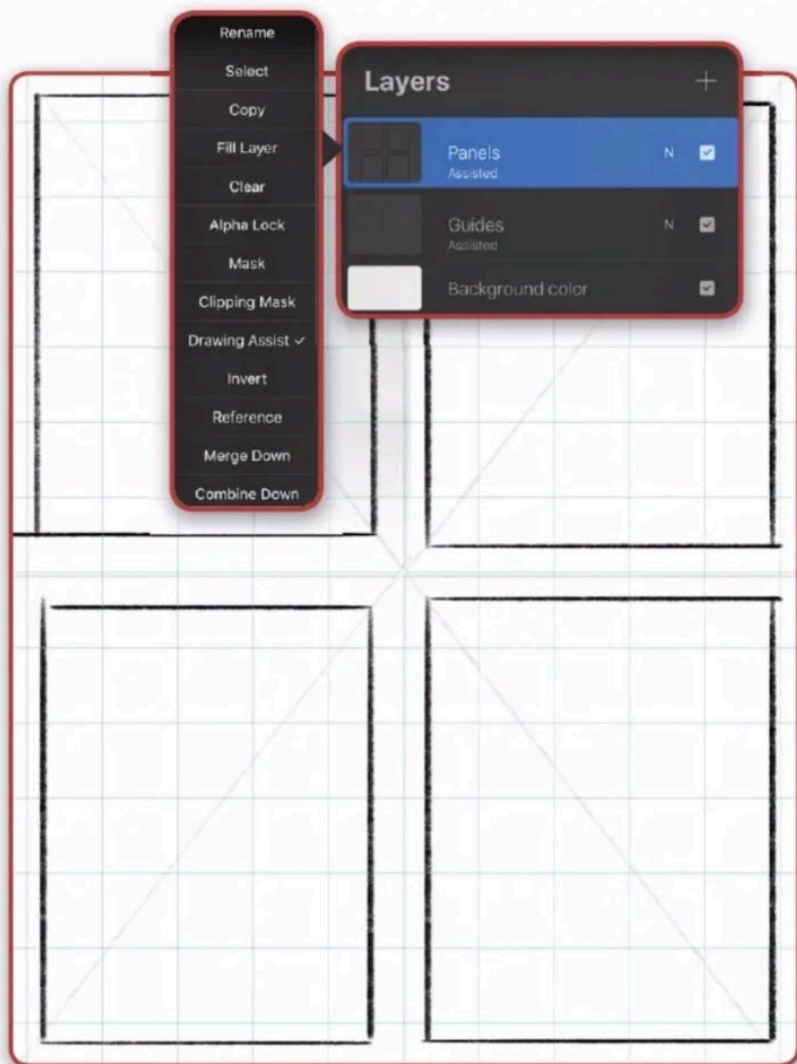 Rename
Select
Copy
Fill Layer
Clear
Alpha Lock
Mask
Clipping Mask
Drawing Assist ✓
Invert
Reference
Merge Down
Combine Down
Layers +
Panels N
Assisted
Guides N
Assisted
Background color